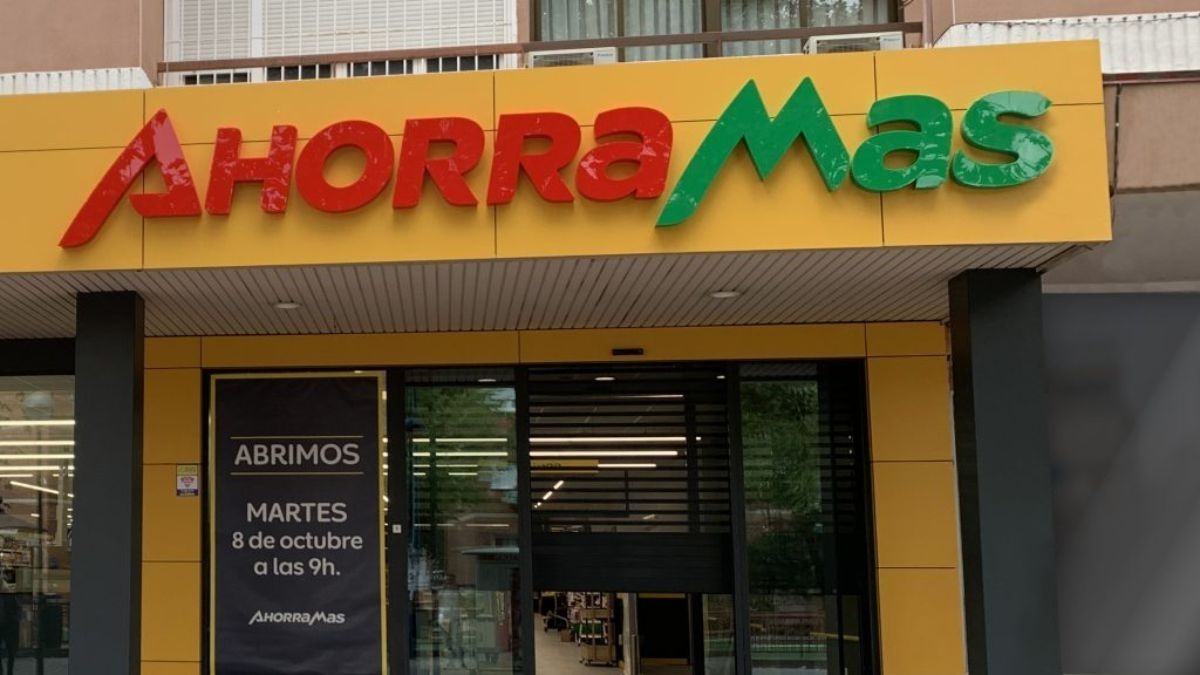 AHORRAMAS
ABRIMOS
MARTES
8 de octubre
a las 9h.
AHORRAMAS